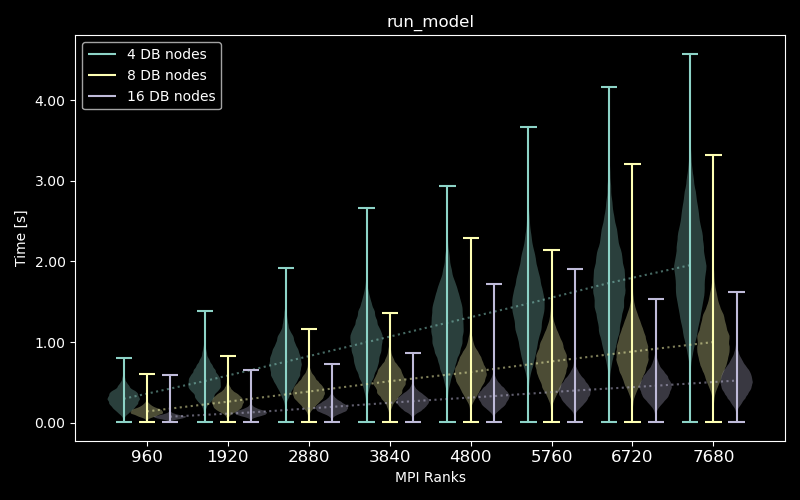 run_model
4 DB nodes
8 DB nodes
16 DB nodes
Time [s]
4.00
3.00
2.00
1.00
0.00
960 1920 2880 3840 4800 5760 6720 7680
MPI Ranks